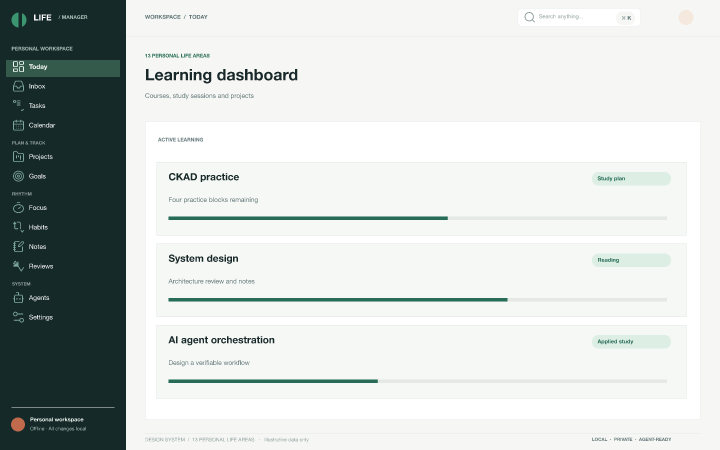 LIFE / MANAGER
PERSONAL WORKSPACE
Today
Inbox
Tasks
Calendar
PLAN & TRACK
Projects
Goals
RHYTHM
Focus
Habits
Notes
Reviews
SYSTEM
Agents
Settings
Personal workspace
Offline · All changes local
WORKSPACE / TODAY
Search anything...
⌘ K
13 PERSONAL LIFE AREAS
Learning dashboard
Courses, study sessions and projects
ACTIVE LEARNING
CKAD practice
Study plan
Four practice blocks remaining
System design
Reading
Architecture review and notes
AI agent orchestration
Applied study
Design a verifiable workflow
DESIGN SYSTEM / 13 PERSONAL LIFE AREAS · Illustrative data only
LOCAL · PRIVATE · AGENT-READY